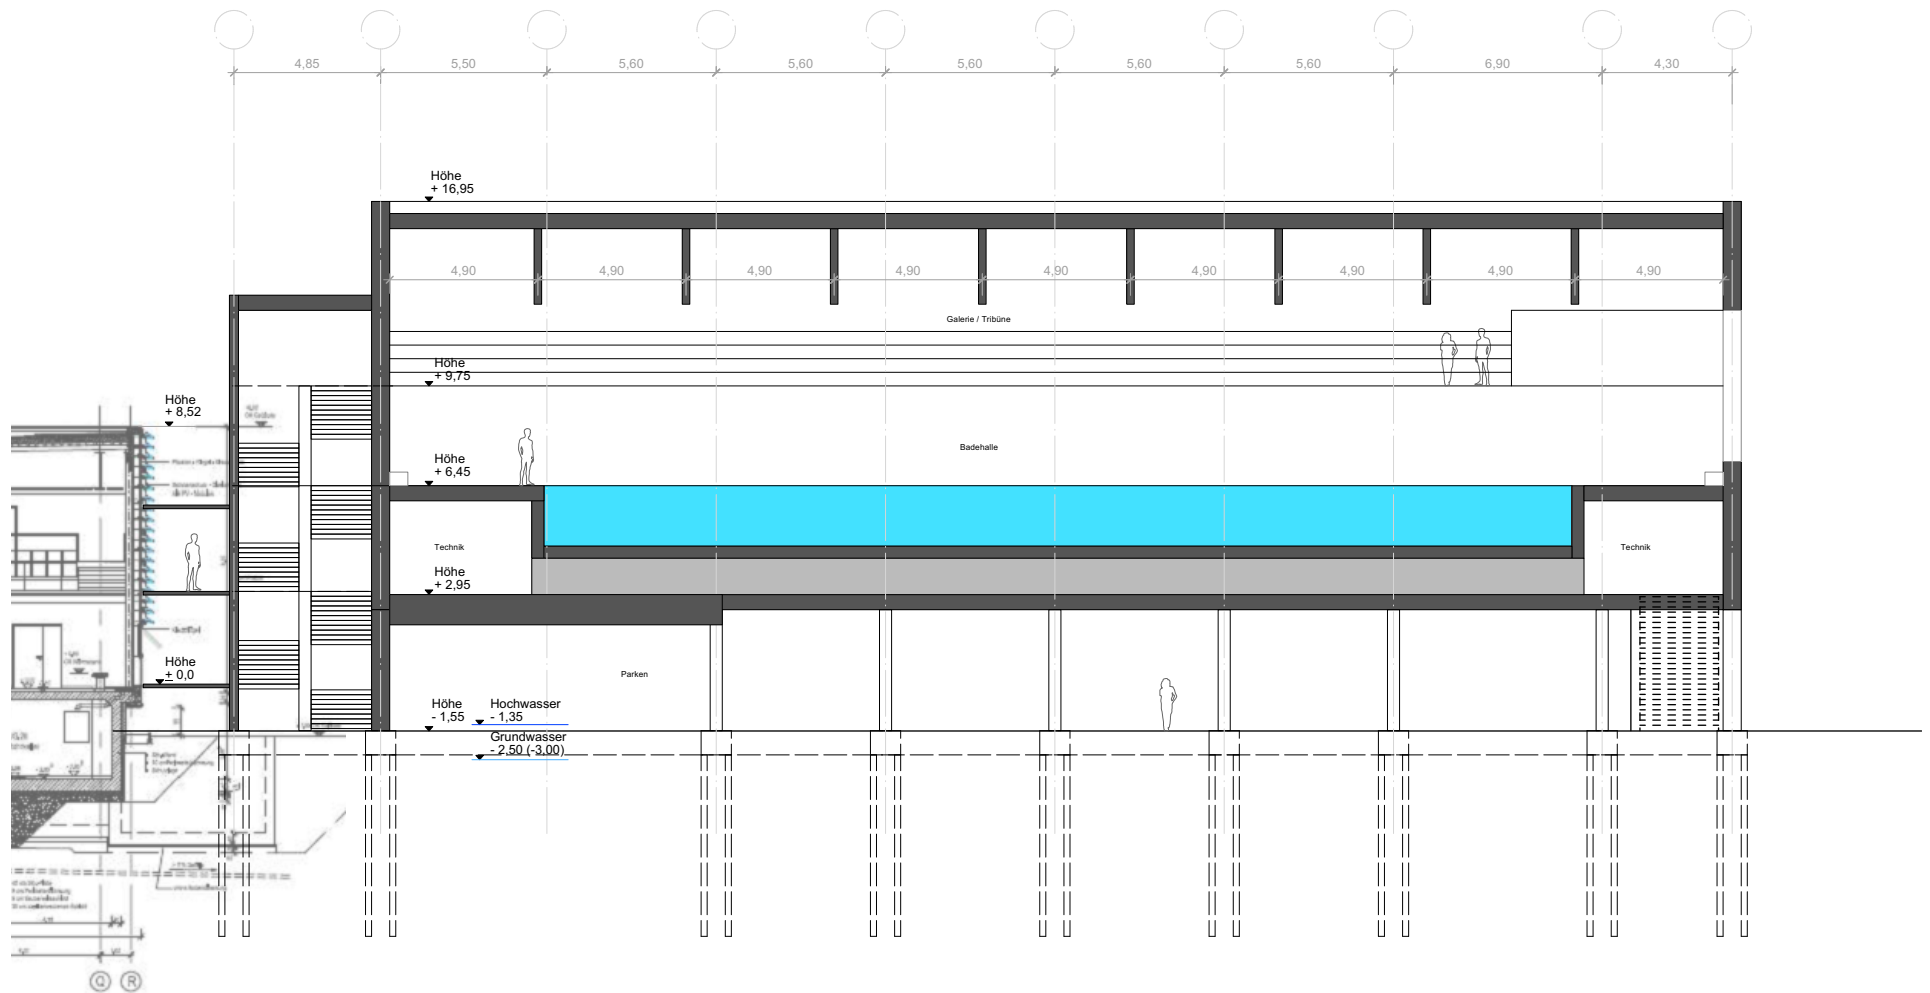 4,85
5,50
5,60
5,60
5,60
5,60
5,60
6,90
4,30
Höhe
+ 16,95
4,90
4,90
4,90
4,90
4,90
4,90
4,90
4,90
4,90
Galerie / Tribüne
Höhe
+ 9,75
Höhe
+ 8,52
Badehalle
Höhe
+ 6,45
Technik
Technik
Höhe
+ 2,95
Höhe
+ 0,0
Parken
Höhe
- 1,55
Hochwasser
- 1,35
Grundwasser
- 2,50 (-3,00)
Q
R